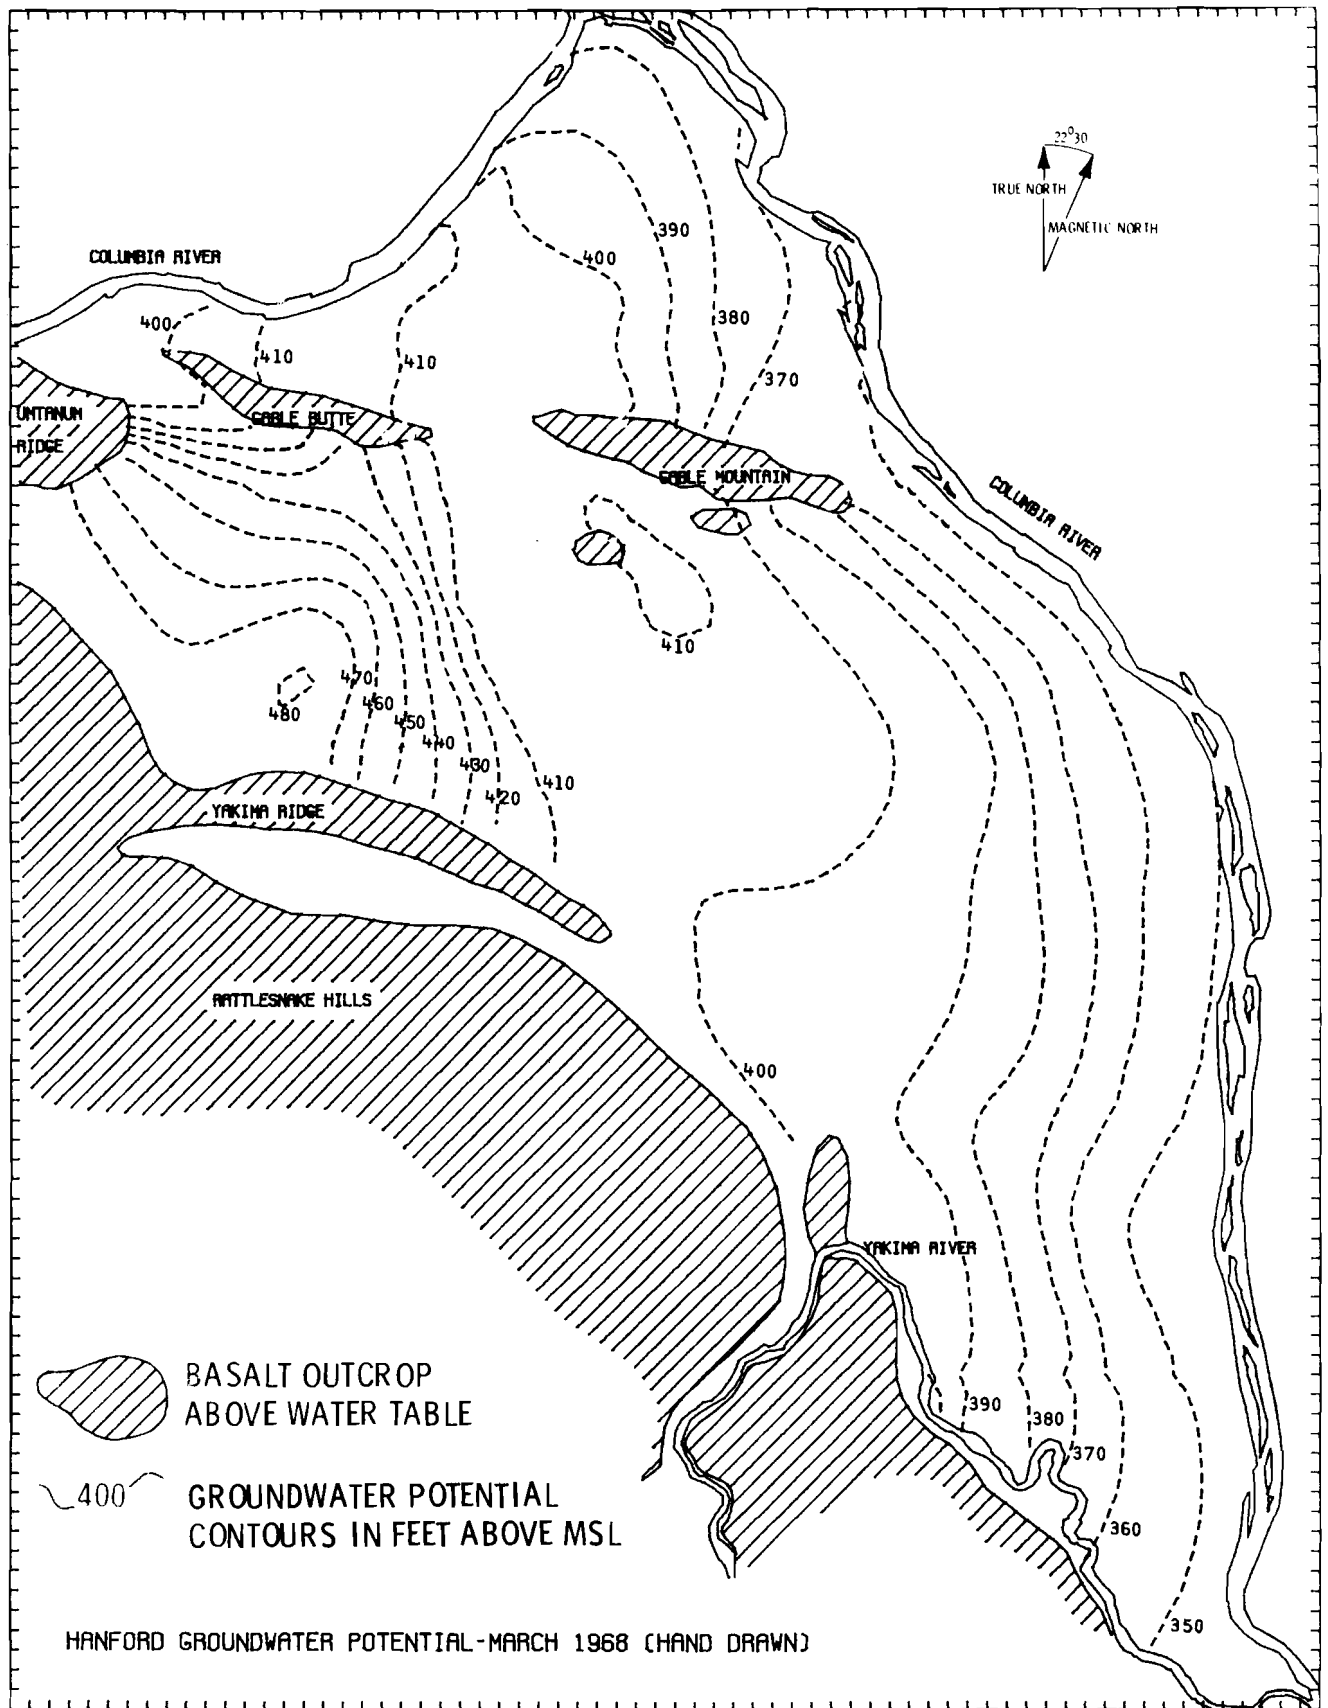 22°30
TRUE NORTH
MAGNETIC NORTH
COLUMBIA RIVER
390
400
380
370
400
410
410
UMTANUM
RIDGE
GABLE BUTTE
GABLE MOUNTAIN
COLUMBIA RIVER
410
470
460
480
450
440
430
420
410
YAKIMA RIDGE
RATTLESNAKE HILLS
400
YAKIMA RIVER
390
380
370
360
350
BASALT OUTCROP
ABOVE WATER TABLE
400
GROUNDWATER POTENTIAL
CONTOURS IN FEET ABOVE MSL
HANFORD GROUNDWATER POTENTIAL-MARCH 1968 (HAND DRAWN)